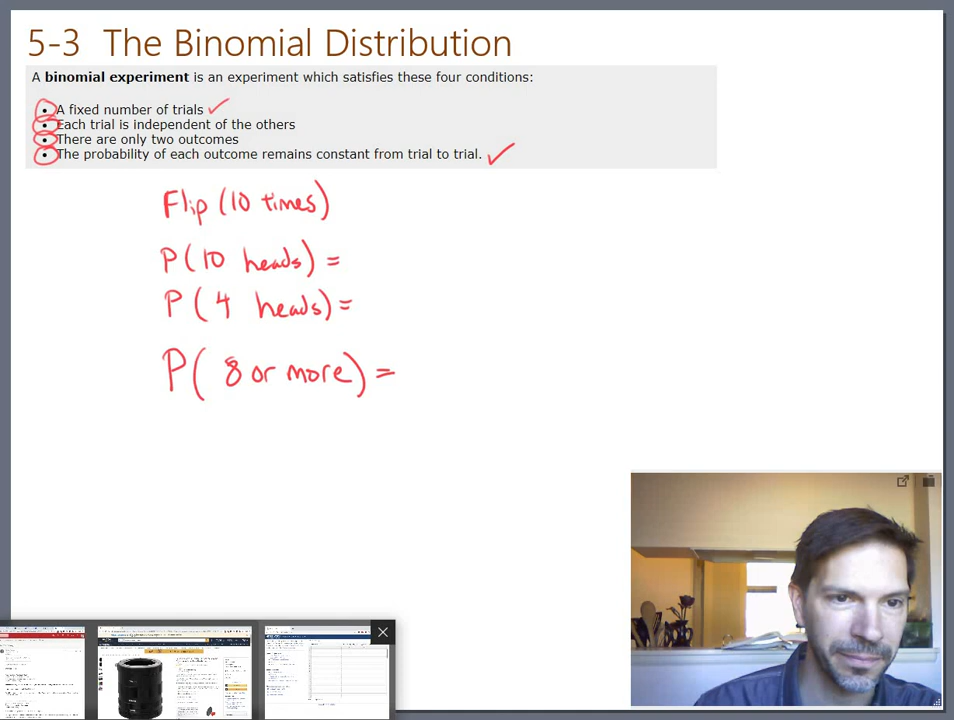 5-3 The Binomial Distribution
A binomial experiment is an experiment which satisfies these four conditions:
• A fixed number of trials
• Each trial is independent of the others
• There are only two outcomes
• The probability of each outcome remains constant from trial to trial.
Flip (10 times)
P(10 heads) =
P(4 heads) =
P(8 or more) =